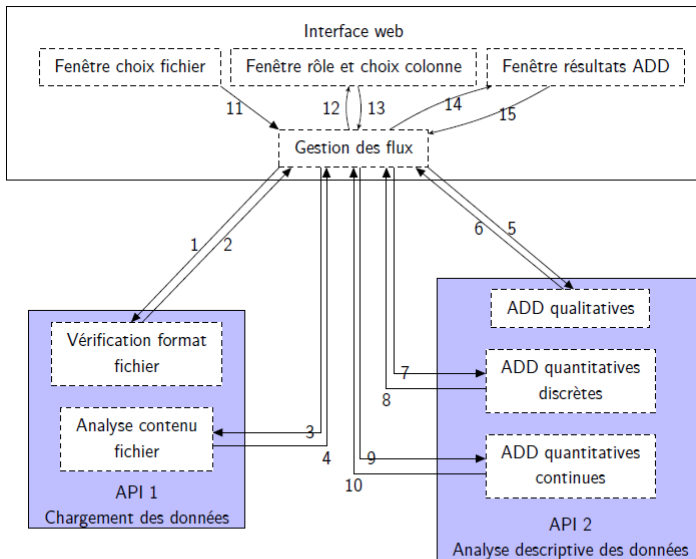 Interface web
Fenêtre choix fichier
Fenêtre rôle et choix colonne
Fenêtre résultats ADD
11
12
13
14
15
Gestion des flux
1
2
6
5
ADD qualitatives
Vérification format
fichier
ADD quantitatives
discrètes
7
8
Analyse contenu
fichier
3
4
9
10
ADD quantitatives
continues
API 1
Chargement des données
API 2
Analyse descriptive des données